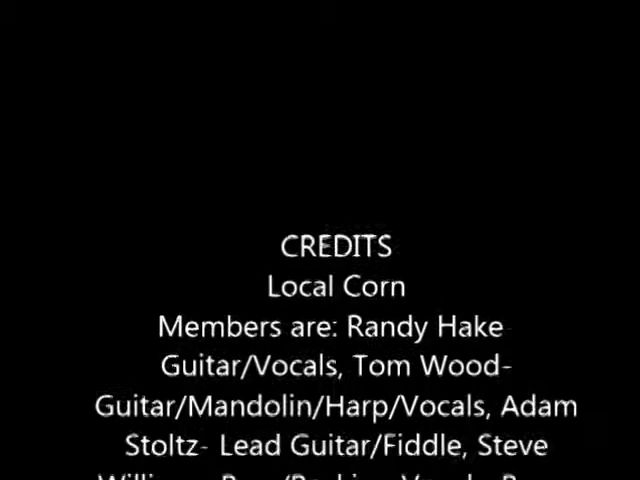 CREDITS
Local Corn
Members are: Randy Hake
Guitar/Vocals, Tom Wood-
Guitar/Mandolin/Harp/Vocals, Adam
Stoltz- Lead Guitar/Fiddle, Steve